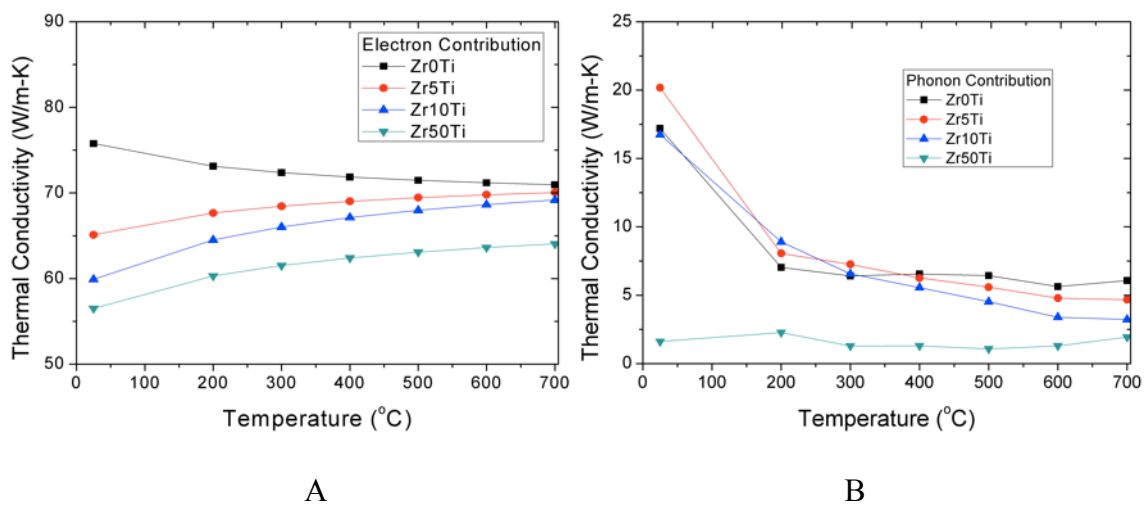 90
80
70
60
50
Thermal Conductivity (W/m-K)
Electron Contribution
Zr0Ti
Zr5Ti
Zr10Ti
Zr50Ti
0 100 200 300 400 500 600 700
Temperature (°C)
A
25
20
15
10
5
0
Thermal Conductivity (W/m-K)
Phonon Contribution
Zr0Ti
Zr5Ti
Zr10Ti
Zr50Ti
0 100 200 300 400 500 600 700
Temperature (°C)
B